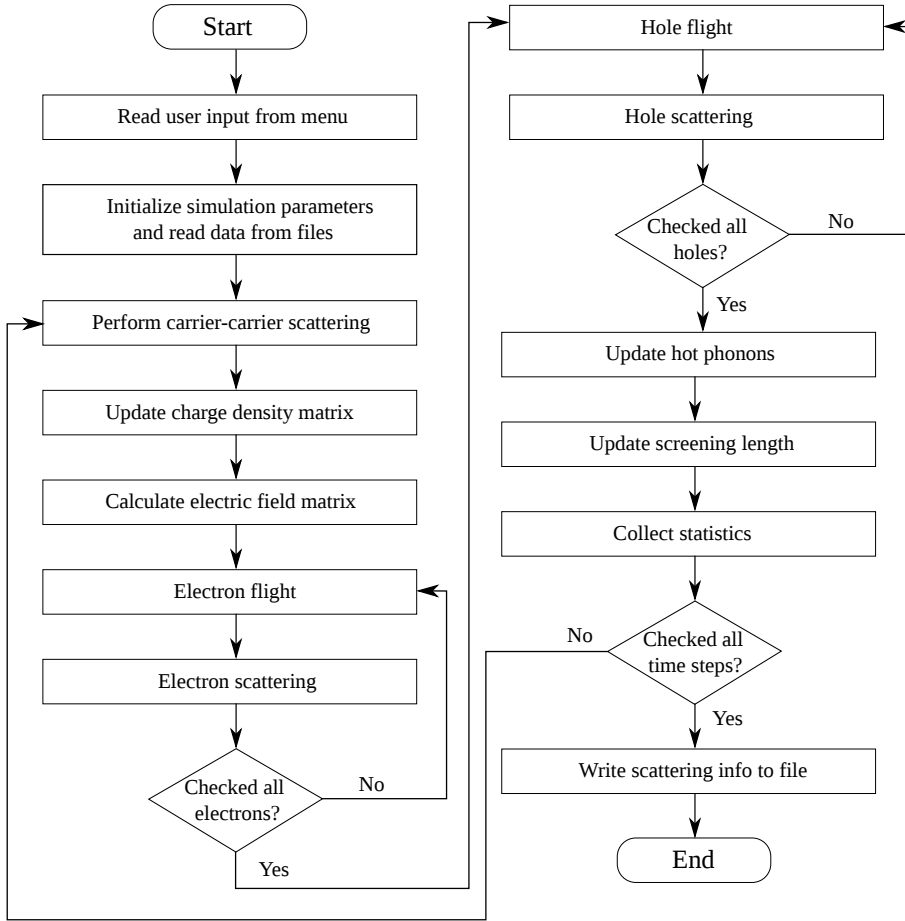 Start
Read user input from menu
Initialize simulation parameters
and read data from files
Perform carrier-carrier scattering
Update charge density matrix
Calculate electric field matrix
Electron flight
Electron scattering
Checked all
electrons?
No
Yes
Hole flight
Hole scattering
Checked all
holes?
No
Yes
Update hot phonons
Update screening length
Collect statistics
Checked all
time steps?
No
Yes
Write scattering info to file
End